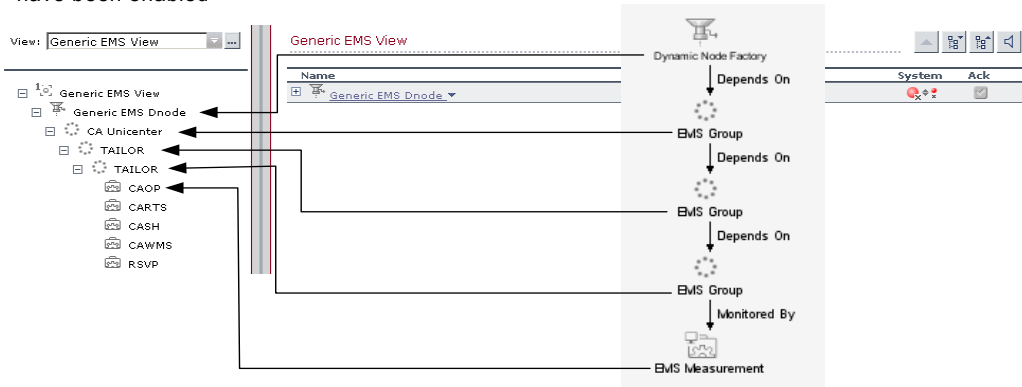 have been enabled
View: Generic EMS View ...
Generic EMS View
Generic EMS Dnode
CA Unicenter
TAILOR
TAILOR
CAOP
CARTS
CASH
CAWMS
RSVP
Generic EMS View
Name System Ack
Generic EMS Dnode
Dynamic Node Factory
Depends On
EMS Group
Depends On
EMS Group
Depends On
EMS Group
Monitored By
EMS Measurement